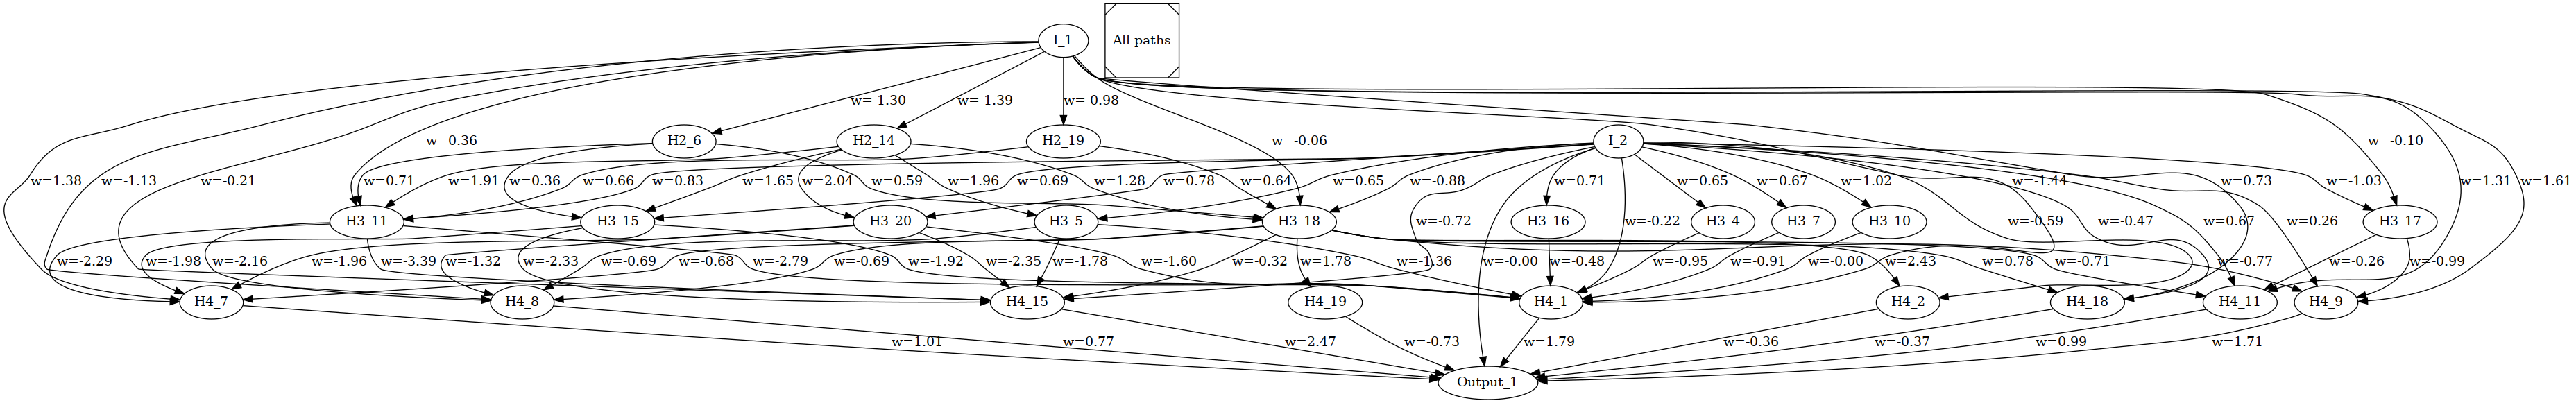 I_1
All paths
w=-1.30
w=-1.39
w=-0.98
H2_6
H2_14
H2_19
I_2
w=0.36
w=-0.06
w=-0.10
w=1.38
w=-1.13
w=-0.21
w=0.71
w=1.91
w=0.36
w=0.66
w=0.83
w=1.65
w=2.04
w=0.59
w=1.96
w=0.69
w=1.28
w=0.78
w=0.64
w=0.65
w=-0.88
w=0.71
w=0.65
w=0.67
w=1.02
w=-1.44
w=0.73
w=-1.03
w=1.31
w=1.61
H3_11
H3_15
H3_20
H3_5
H3_18
w=-0.72
H3_16
w=-0.22
H3_4
H3_7
H3_10
w=-0.59
w=-0.47
w=0.67
w=0.26
H3_17
w=-2.29
w=-1.98
w=-2.16
w=-1.96
w=-3.39
w=-1.32
w=-2.33
w=-0.69
w=-0.68
w=-2.79
w=-0.69
w=-1.92
w=-2.35
w=-1.78
w=-1.60
w=-0.32
w=1.78
w=-1.36
w=-0.00
w=-0.48
w=-0.95
w=-0.91
w=-0.00
w=2.43
w=0.78
w=-0.71
w=-0.77
w=-0.26
w=-0.99
H4_7
H4_8
H4_15
H4_19
H4_1
H4_2
H4_18
H4_11
H4_9
w=1.01
w=0.77
w=2.47
w=-0.73
w=1.79
w=-0.36
w=-0.37
w=0.99
w=1.71
Output_1